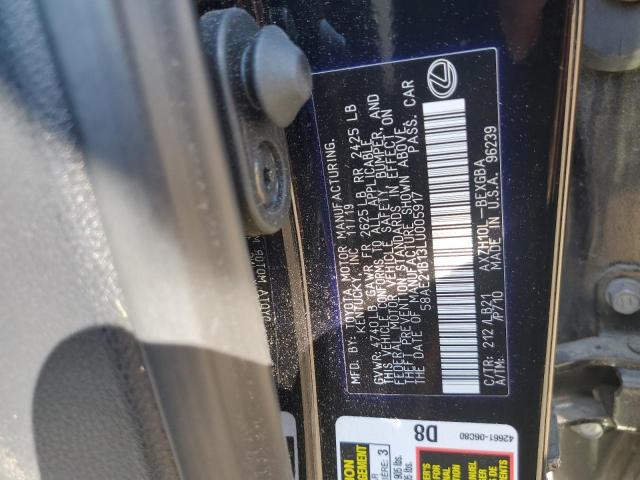 MFD. BY: TOYOTA MOTOR MANUFACTURING,
KENTUCKY, INC 11/19
GVWR: 4740 LB GAWR FR 2625 LB RR 2425 LB
THIS VEHICLE CONFORMS TO ALL APPLICABLE
FEDERAL MOTOR VEHICLE SAFETY, BUMPER, AND
THEFT PREVENTION STANDARDS IN EFFECT ON
THE DATE OF MANUFACTURE SHOWN ABOVE.
58AE21B13LU005917 PASS. CAR
C/TR: 212 / LB21 AXZH10L-BEXGBA
A/TM: /P710 MADE IN U.S.A. 96239
D8
42661-06C80